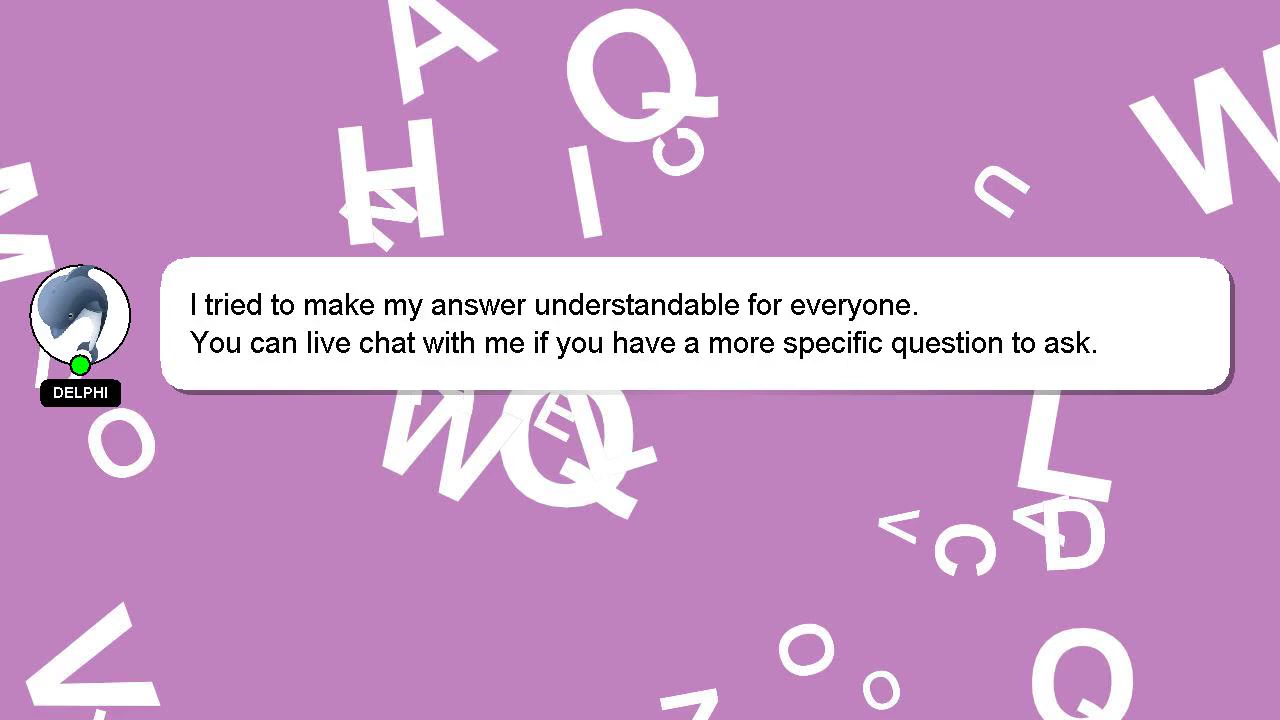 I tried to make my answer understandable for everyone.
You can live chat with me if you have a more specific question to ask.
DELPHI